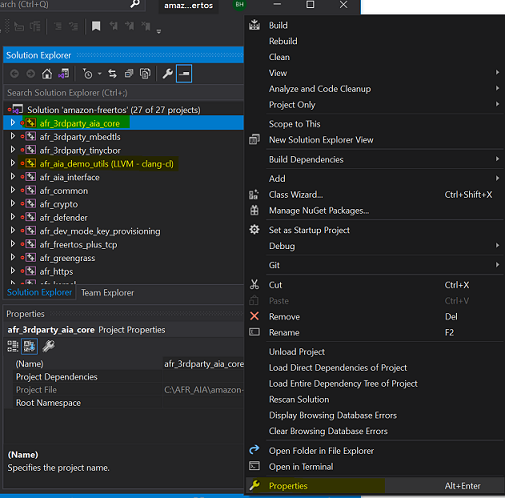 arch (Ctrl+Q)
amaz...ertos
BH
Solution Explorer
Search Solution Explorer (Ctrl+;)
Solution 'amazon-freertos' (27 of 27 projects)
afr_3rdparty_aia_core
afr_3rdparty_mbedtls
afr_3rdparty_tinycbor
afr_aia_demo_utils (LLVM - clang-cl)
afr_aia_interface
afr_common
afr_crypto
afr_defender
afr_dev_mode_key_provisioning
afr_freertos_plus_tcp
afr_greengrass
afr_https
Solution Explorer
Team Explorer
Properties
afr_3rdparty_aia_core Project Properties
(Name)
afr_3rdparty_aia_core
Project Dependencies
Project File
C:\AFR_AIA\amazon-
Root Namespace
(Name)
Specifies the project name.
Build
Rebuild
Clean
View
Analyze and Code Cleanup
Project Only
Scope to This
New Solution Explorer View
Build Dependencies
Add
Class Wizard...
Ctrl+Shift+X
Manage NuGet Packages...
Set as Startup Project
Debug
Git
Cut
Ctrl+X
Paste
Ctrl+V
Remove
Del
Rename
F2
Unload Project
Load Direct Dependencies of Project
Load Entire Dependency Tree of Project
Rescan Solution
Display Browsing Database Errors
Clear Browsing Database Errors
Open Folder in File Explorer
Open in Terminal
Properties
Alt+Enter